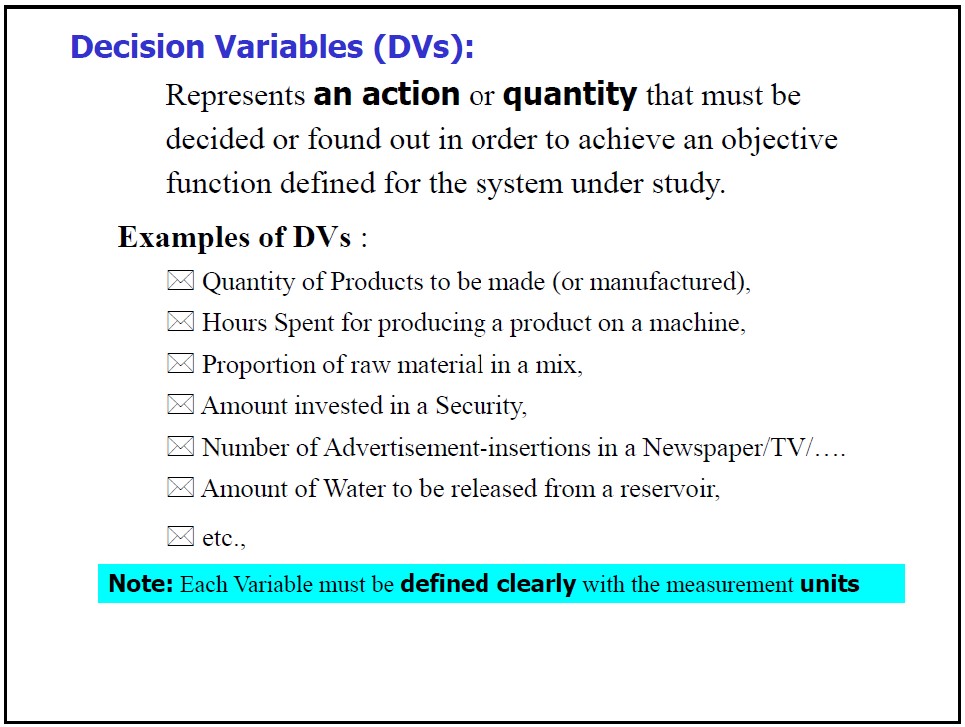 Decision Variables (DVs):
Represents an action or quantity that must be
decided or found out in order to achieve an objective
function defined for the system under study.
Examples of DVs :
Quantity of Products to be made (or manufactured),
Hours Spent for producing a product on a machine,
Proportion of raw material in a mix,
Amount invested in a Security,
Number of Advertisement-insertions in a Newspaper/TV/….
Amount of Water to be released from a reservoir,
etc.,
Note: Each Variable must be defined clearly with the measurement units